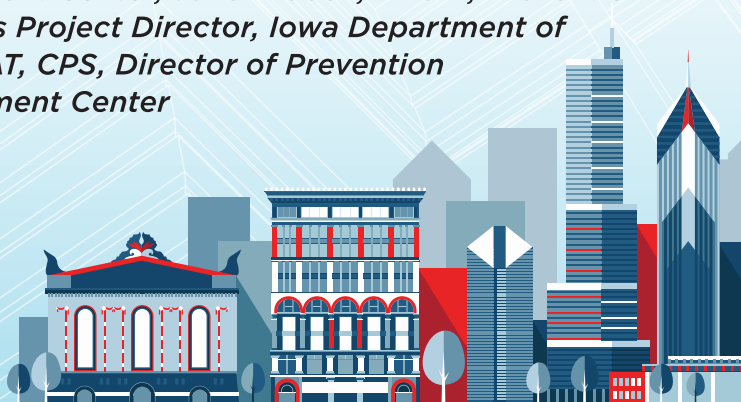 s Project Director, Iowa Department of
AT, CPS, Director of Prevention
ment Center